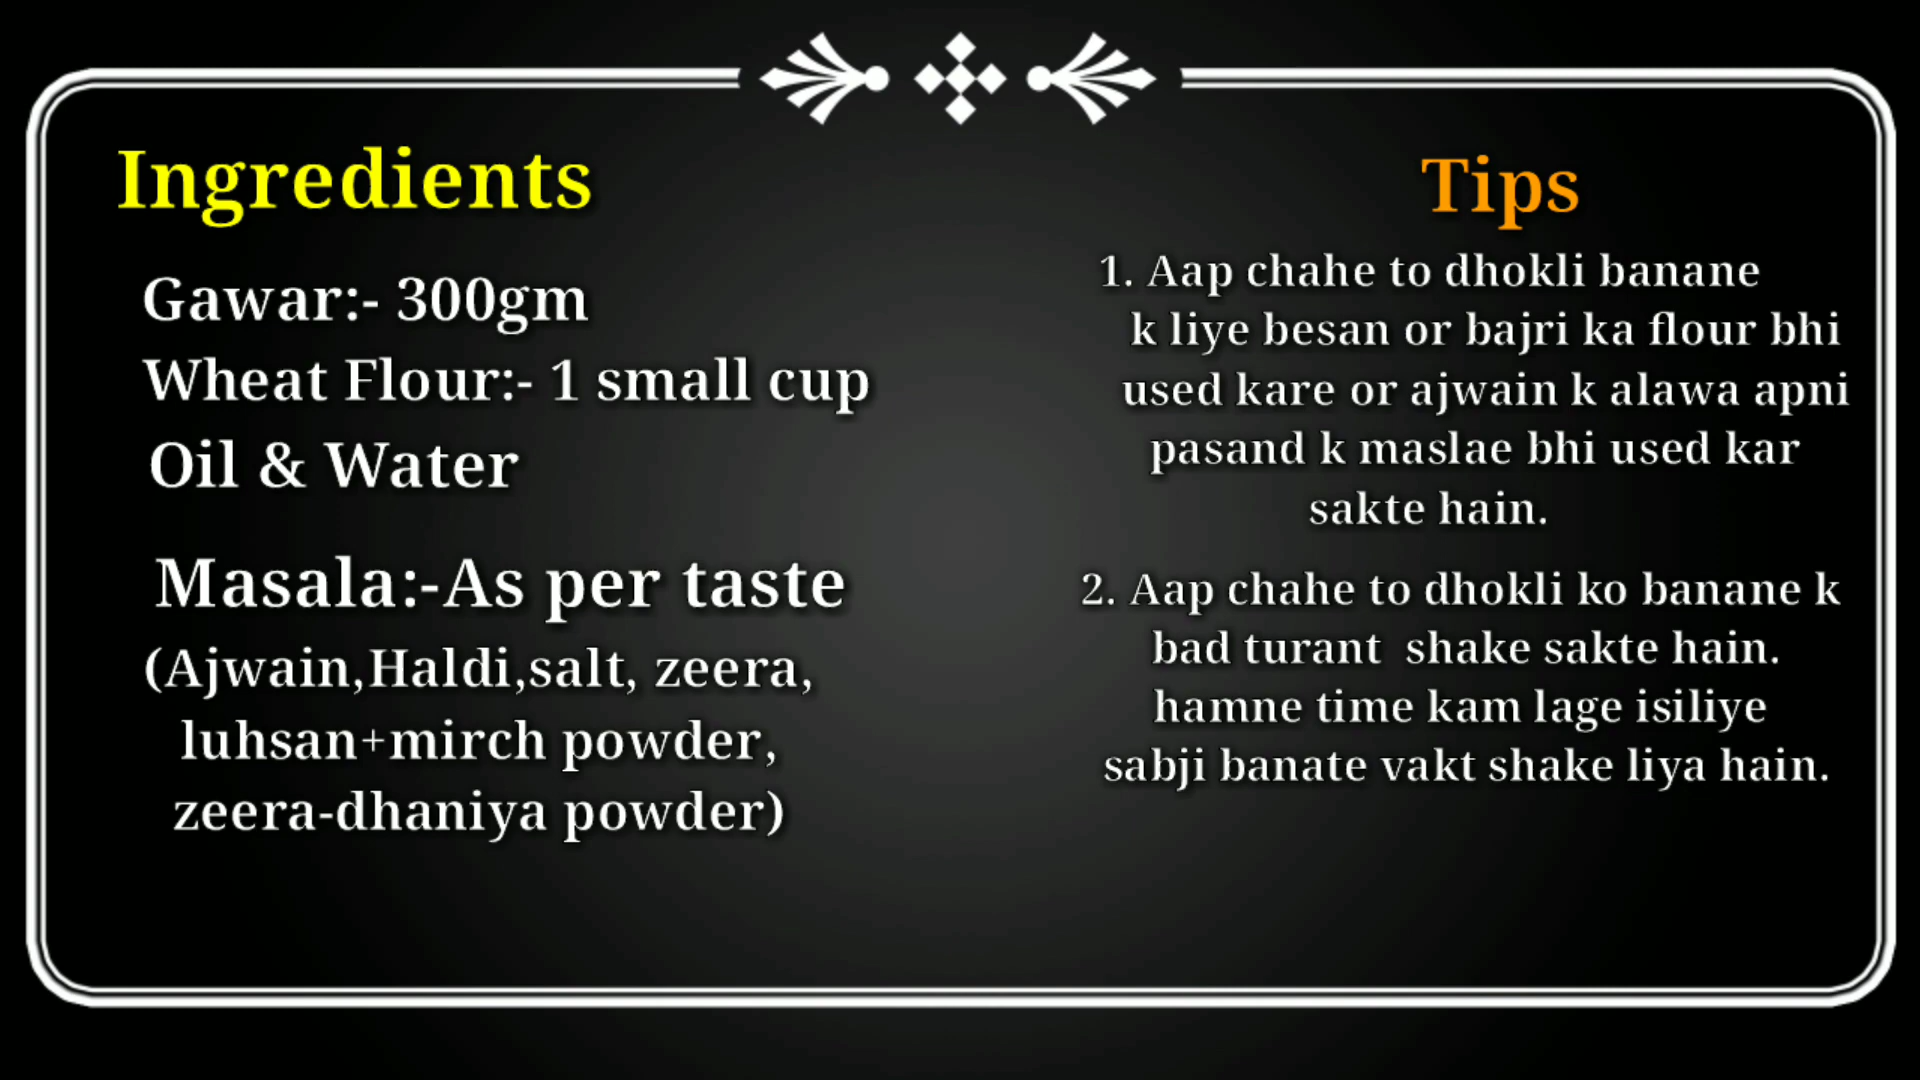 Ingredients
Gawar:- 300gm
Wheat Flour:- 1 small cup
Oil & Water
Masala:-As per taste
(Ajwain,Haldi,salt, zeera,
luhsan+mirch powder,
zeera-dhaniya powder)
Tips
1. Aap chahe to dhokli banane
k liye besan or bajri ka flour bhi
used kare or ajwain k alawa apni
pasand k maslae bhi used kar
sakte hain.
2. Aap chahe to dhokli ko banane k
bad turant shake sakte hain.
hamne time kam lage isiliye
sabji banate vakt shake liya hain.